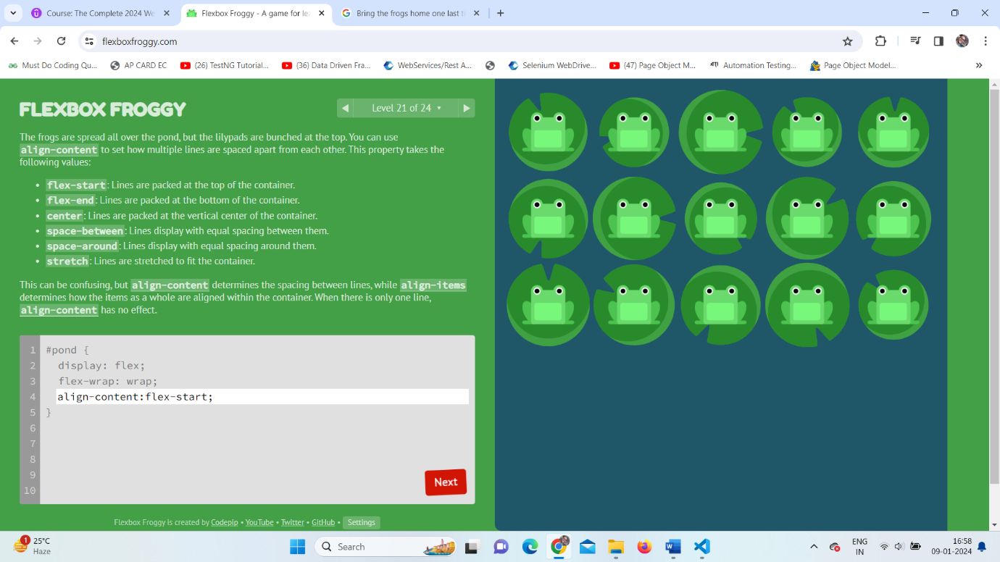 Course: The Complete 2024 We
Flexbox Froggy - A game for lea
Bring the frogs home one last t
flexboxfroggy.com
Must Do Coding Qu...
AP CARD EC
(26) TestNG Tutorial...
(36) Data Driven Fra...
WebServices/Rest A...
Selenium WebDrive...
(47) Page Object M...
Automation Testing...
Page Object Model...
FLEXBOX FROGGY
Level 21 of 24
The frogs are spread all over the pond, but the lilypads are bunched at the top. You can use
align-content to set how multiple lines are spaced apart from each other. This property takes the
following values:
• flex-start: Lines are packed at the top of the container.
• flex-end: Lines are packed at the bottom of the container.
• center: Lines are packed at the vertical center of the container.
• space-between: Lines display with equal spacing between them.
• space-around: Lines display with equal spacing around them.
• stretch: Lines are stretched to fit the container.
This can be confusing, but align-content determines the spacing between lines, while align-items
determines how the items as a whole are aligned within the container. When there is only one line,
align-content has no effect.
1 #pond {
2 display: flex;
3 flex-wrap: wrap;
4 align-content:flex-start;
5 }
6
7
8
9
10
Next
Flexbox Froggy is created by Codepip • YouTube • Twitter • GitHub • Settings
1
25°C
Haze
Search
ENG
IN
16:58
09-01-2024